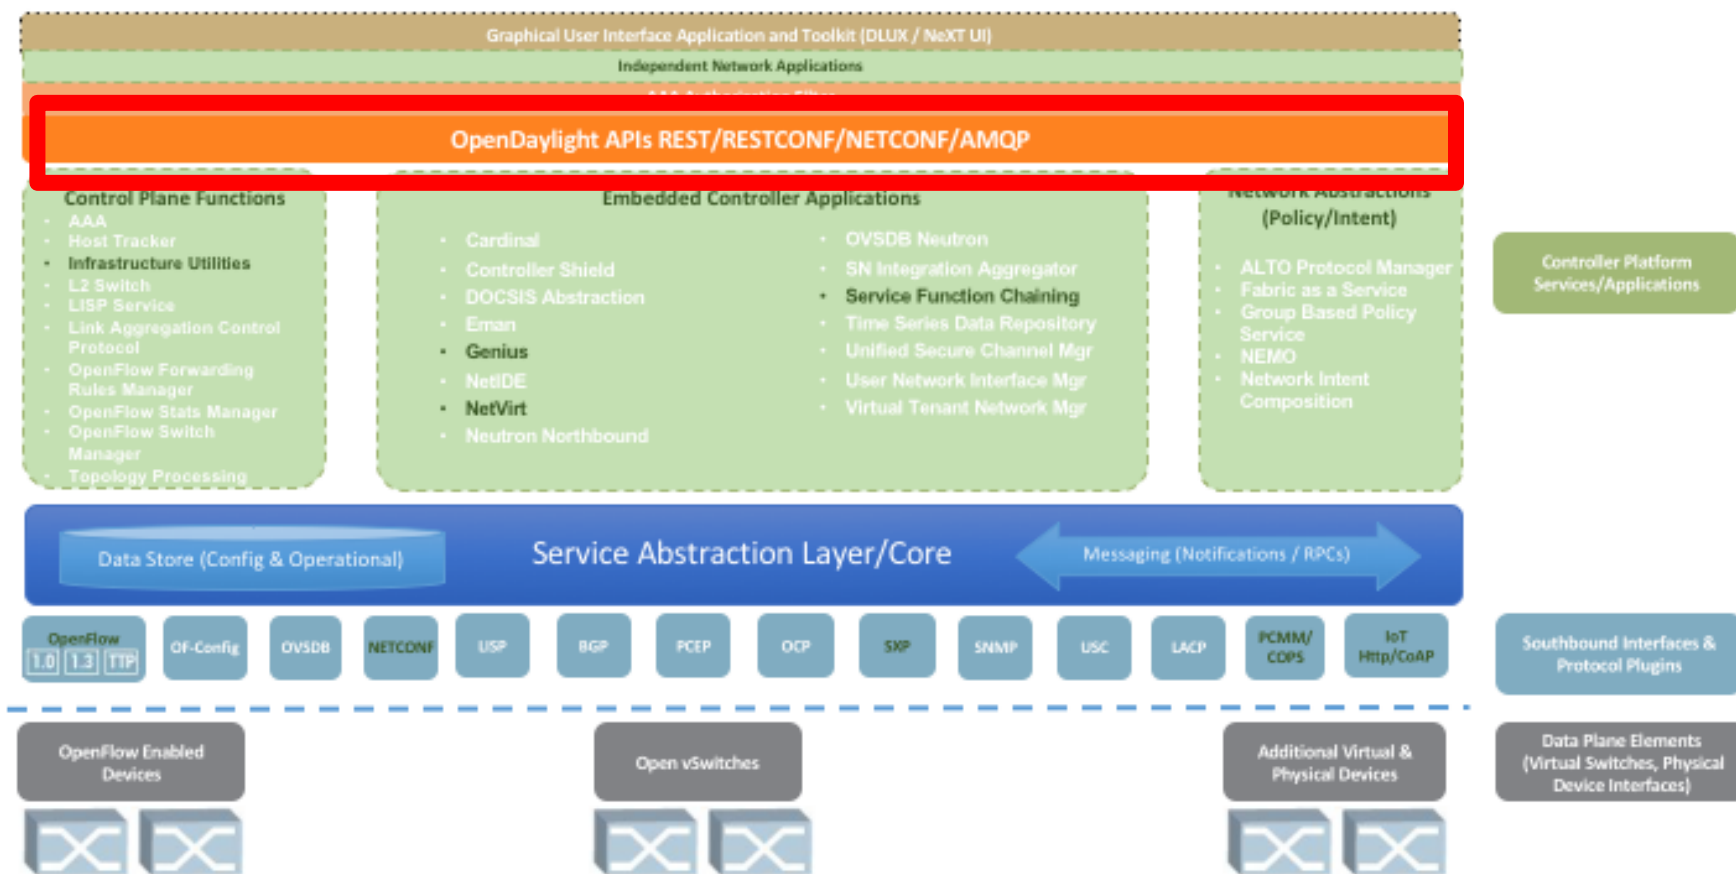 Graphical User Interface Application and Toolkit (DLUX / NeXT UI)
Independent Network Applications
AAA Authorization Filter
OpenDaylight APIs REST/RESTCONF/NETCONF/AMQP
Control Plane Functions
• AAA
• Host Tracker
• Infrastructure Utilities
• L2 Switch
• LISP Service
• Link Aggregation Control
Protocol
• OpenFlow Forwarding
Rules Manager
• OpenFlow Stats Manager
• OpenFlow Switch
Manager
• Topology Processing
Embedded Controller Applications
• Cardinal
• Controller Shield
• DOCSIS Abstraction
• Eman
• Genius
• NetIDE
• NetVirt
• Neutron Northbound
• OVSDB Neutron
• SN Integration Aggregator
• Service Function Chaining
• Time Series Data Repository
• Unified Secure Channel Mgr
• User Network Interface Mgr
• Virtual Tenant Network Mgr
Network Abstractions
(Policy/Intent)
• ALTO Protocol Manager
• Fabric as a Service
• Group Based Policy
Service
• NEMO
• Network Intent
Composition
Controller Platform
Services/Applications
Data Store (Config & Operational)
Service Abstraction Layer/Core
Messaging (Notifications / RPCs)
OpenFlow
1.0 1.3 TTP
OF-Config
OVSDB
NETCONF
LISP
BGP
PCEP
OCP
SXP
SNMP
USC
LACP
PCMM/
COPS
IoT
Http/CoAP
Southbound Interfaces &
Protocol Plugins
OpenFlow Enabled
Devices
Open vSwitches
Additional Virtual &
Physical Devices
Data Plane Elements
(Virtual Switches, Physical
Device Interfaces)